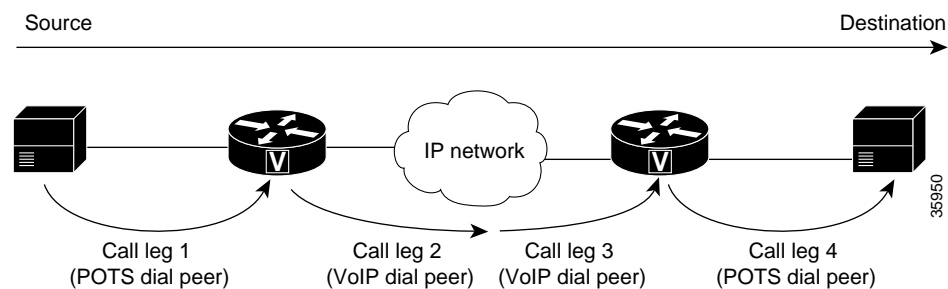 Source
Destination
IP network
V
V
35950
Call leg 1
(POTS dial peer)
Call leg 2
(VoIP dial peer)
Call leg 3
(VoIP dial peer)
Call leg 4
(POTS dial peer)